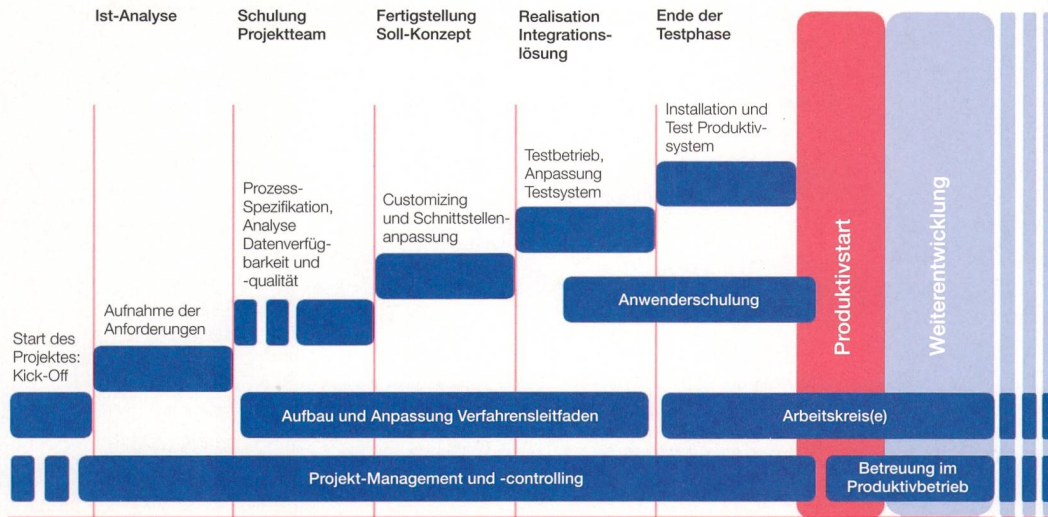 Ist-Analyse
Schulung
Projektteam
Fertigstellung
Soll-Konzept
Realisation
Integrations-
lösung
Ende der
Testphase
Start des
Projektes:
Kick-Off
Aufnahme der
Anforderungen
Prozess-
Spezifikation,
Analyse
Datenverfüg-
barkeit und
-qualität
Customizing
und Schnittstellen-
anpassung
Testbetrieb,
Anpassung
Testsystem
Installation und
Test Produktiv-
system
Anwenderschulung
Produktivstart
Weiterentwicklung
Aufbau und Anpassung Verfahrensleitfaden
Arbeitskreis(e)
Projekt-Management und -controlling
Betreuung im
Produktivbetrieb